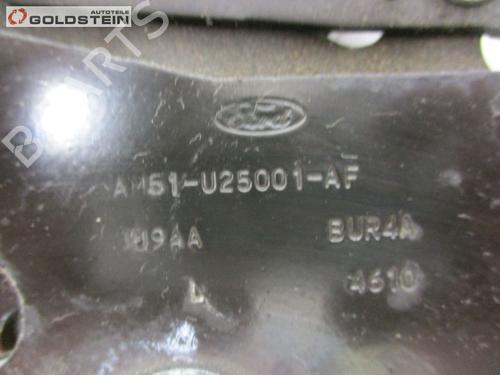 Autoteile
GOLDSTEIN
B-PARTS
Ford
AM51-U25001-AF
BUR4A
4610
L